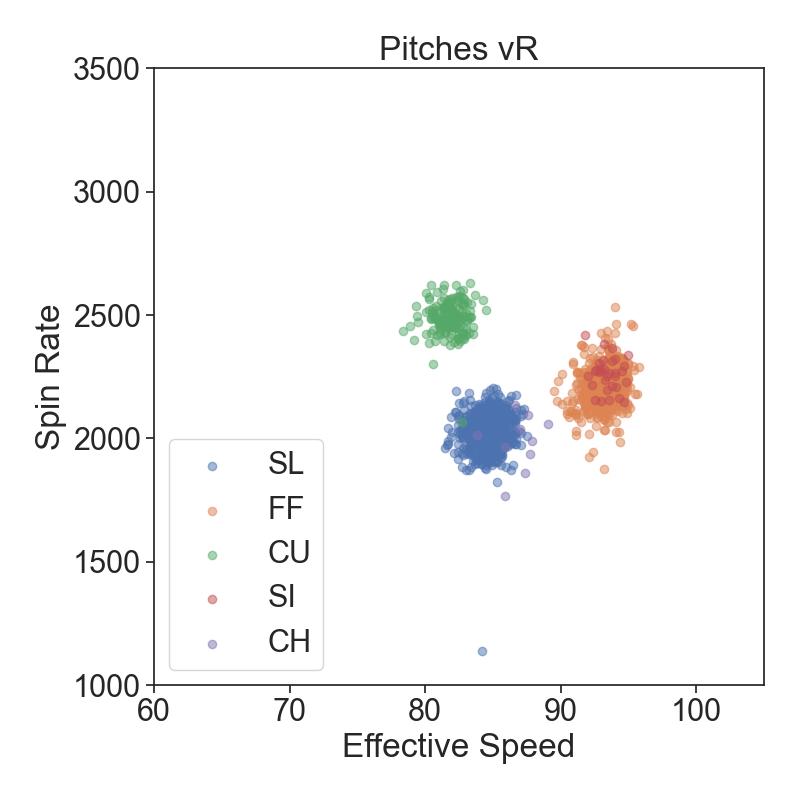 Pitches vR
3500
3000
2500
2000
1500
1000
Spin Rate
SL
FF
CU
SI
CH
60 70 80 90 100
Effective Speed